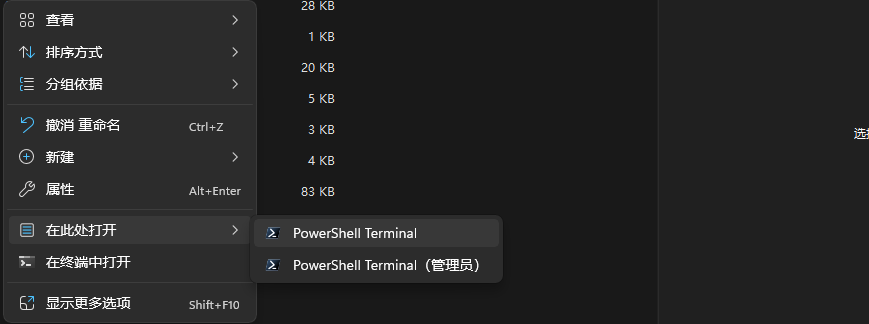 查看
排序方式
分组依据
撤消 重命名 Ctrl+Z
新建
属性 Alt+Enter
在此处打开
在终端中打开
显示更多选项 Shift+F10
PowerShell Terminal
PowerShell Terminal（管理员）
28 KB
1 KB
20 KB
5 KB
3 KB
4 KB
83 KB